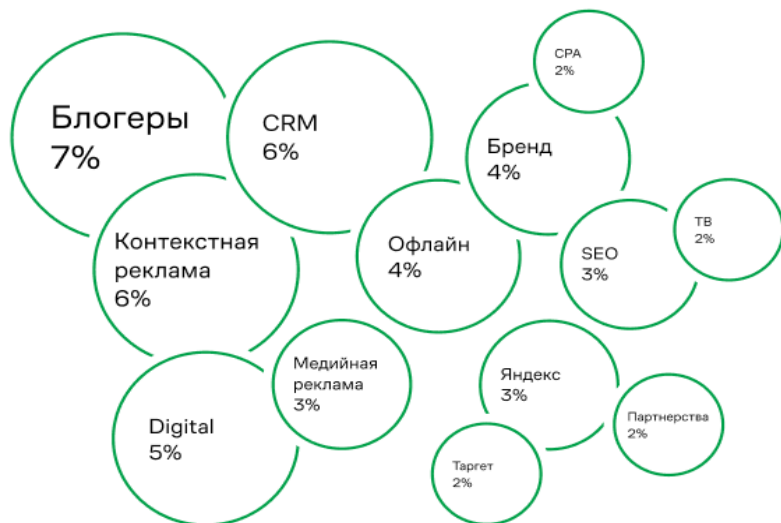 Блогеры
7%
CRM
6%
CPA
2%
Бренд
4%
Контекстная
реклама
6%
Офлайн
4%
SEO
3%
ТВ
2%
Медийная
реклама
3%
Digital
5%
Яндекс
3%
Партнерства
2%
Таргет
2%